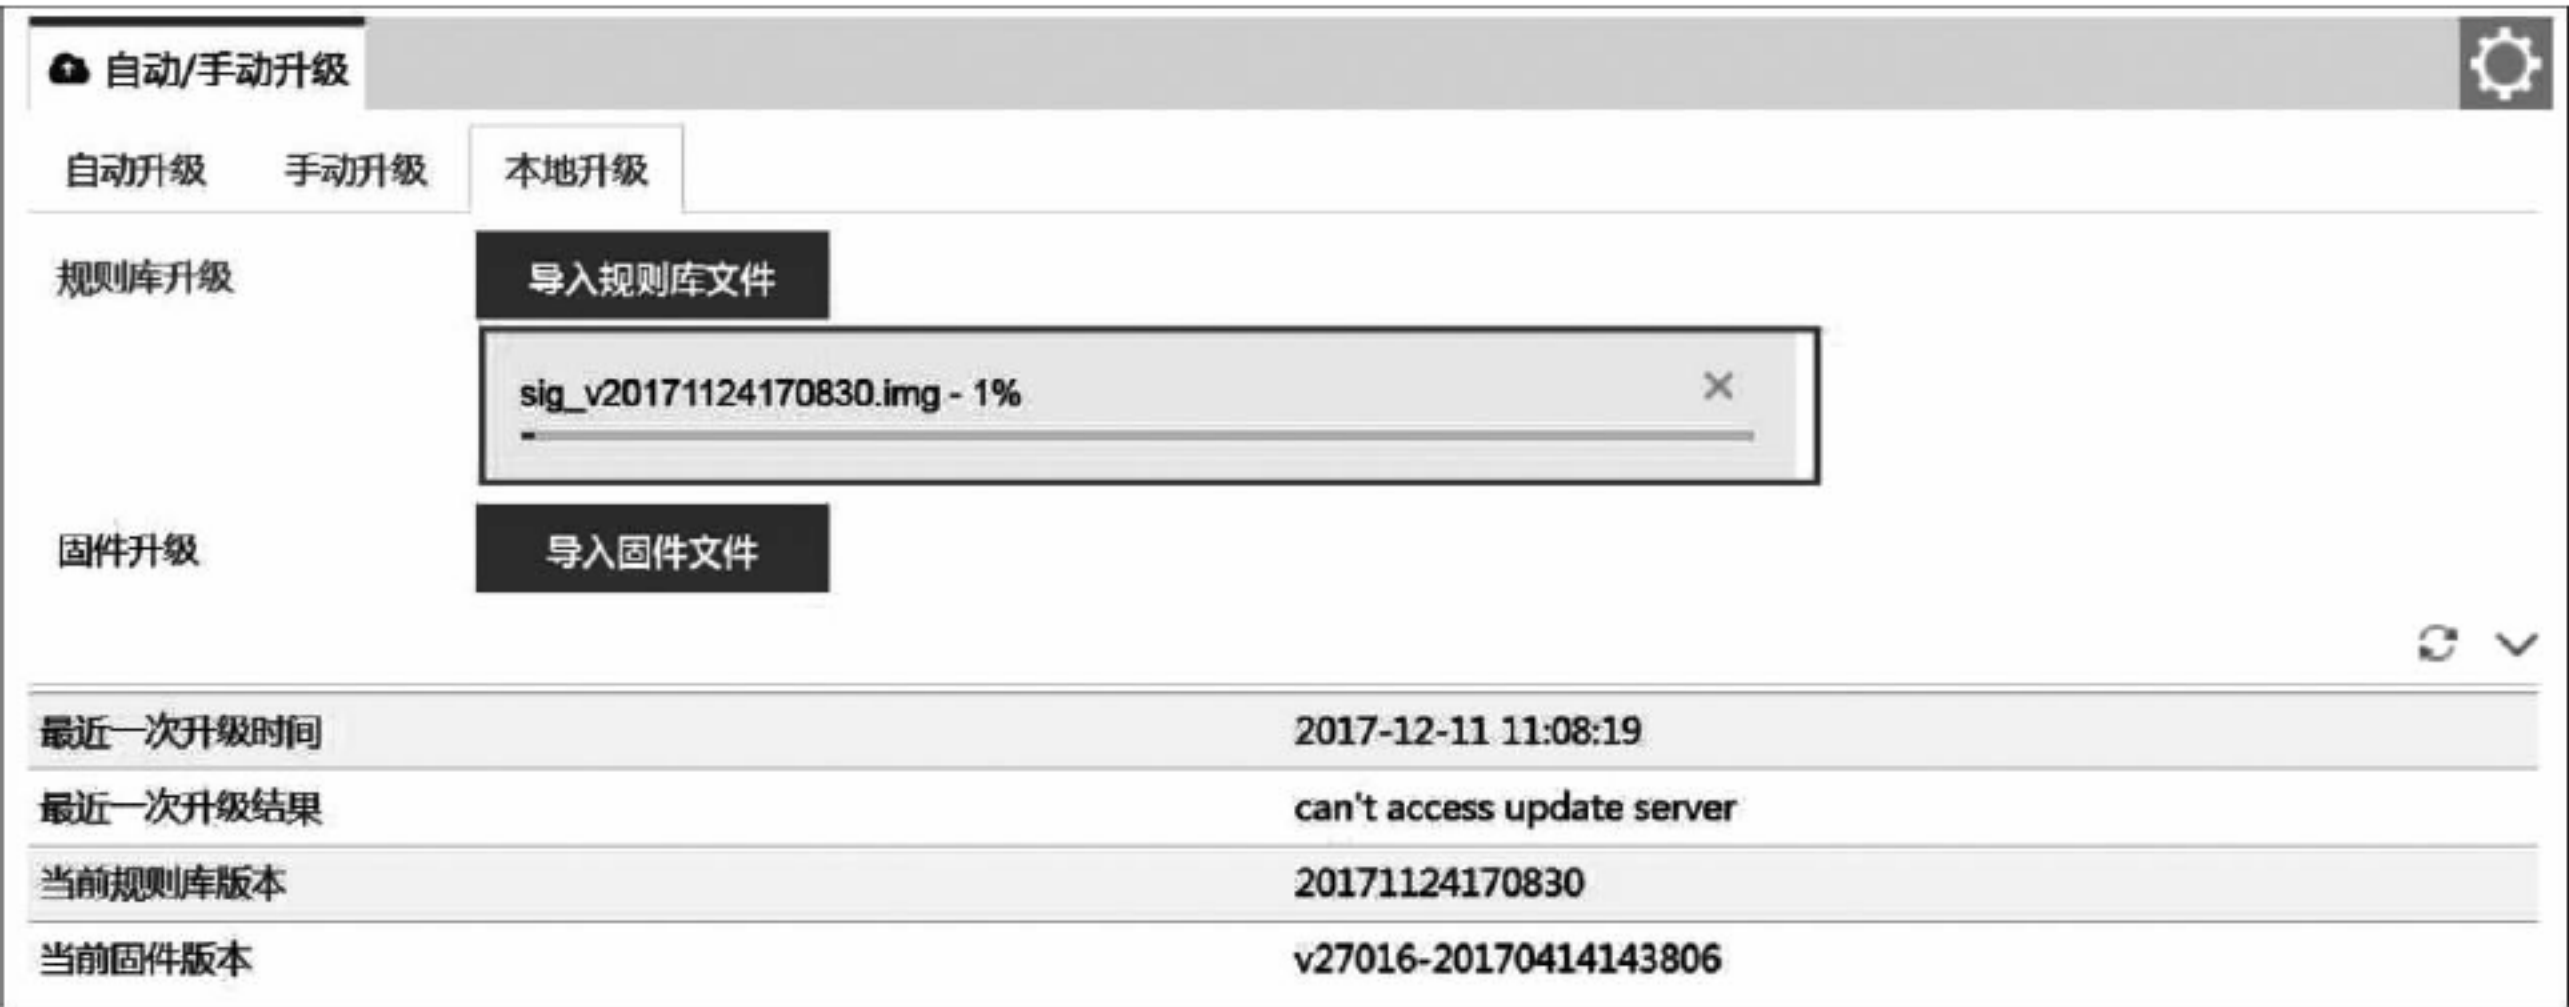 自动/手动升级
自动升级 手动升级 本地升级
规则库升级 导入规则库文件
sig_v20171124170830.img - 1%
固件升级 导入固件文件
最近一次升级时间 2017-12-11 11:08:19
最近一次升级结果 can't access update server
当前规则库版本 20171124170830
当前固件版本 v27016-20170414143806